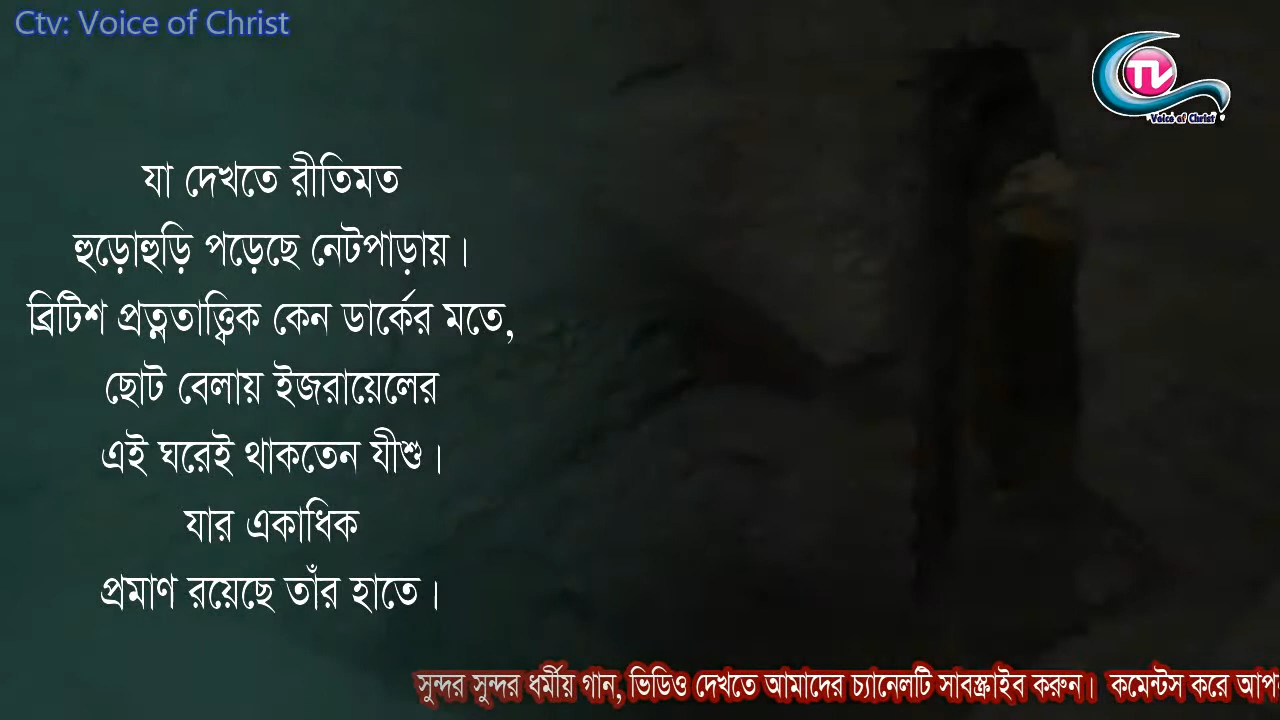 Ctv: Voice of Christ
TV
Voice of Christ
যা দেখতে রীতিমত
হুড়োহুড়ি পড়েছে নেটপাড়ায়।
ব্রিটিশ প্রত্নতাত্ত্বিক কেন ডার্কের মতে,
ছোট বেলায় ইজরায়েলের
এই ঘরেই থাকতেন যীশু।
যার একাধিক
প্রমাণ রয়েছে তাঁর হাতে।
সুন্দর সুন্দর ধর্মীয় গান, ভিডিও দেখতে আমাদের চ্যানেলটি সাবস্ক্রাইব করুন। কমেন্টস করে